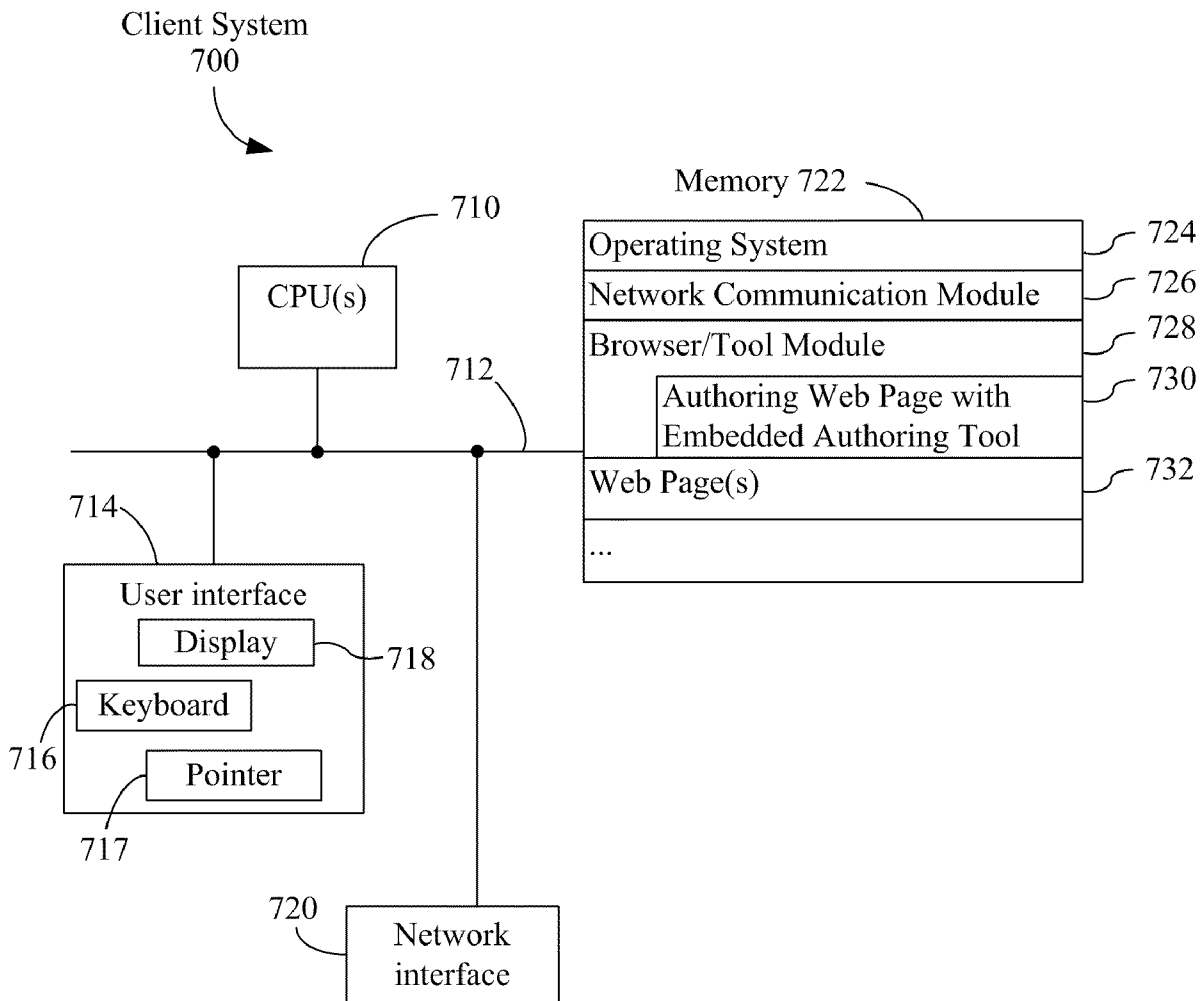 Client System
700
Memory 722
710
724
Operating System
CPU(s)
726
Network Communication Module
728
Browser/Tool Module
712
730
Authoring Web Page with
Embedded Authoring Tool
732
Web Page(s)
714
...
User interface
Display
718
Keyboard
716
Pointer
717
720
Network
interface